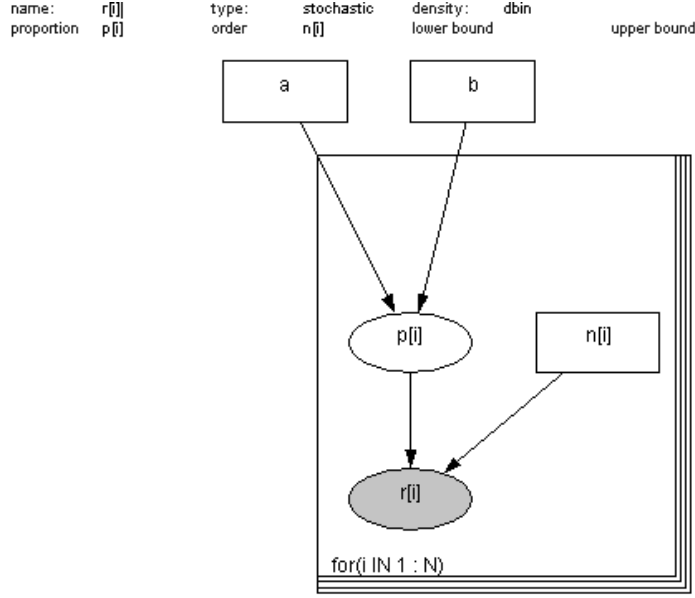 name: r[i] type: stochastic density: dbin
proportion p[i] order n[i] lower bound upper bound
a b
p[i] n[i]
r[i]
for(i IN 1 : N)